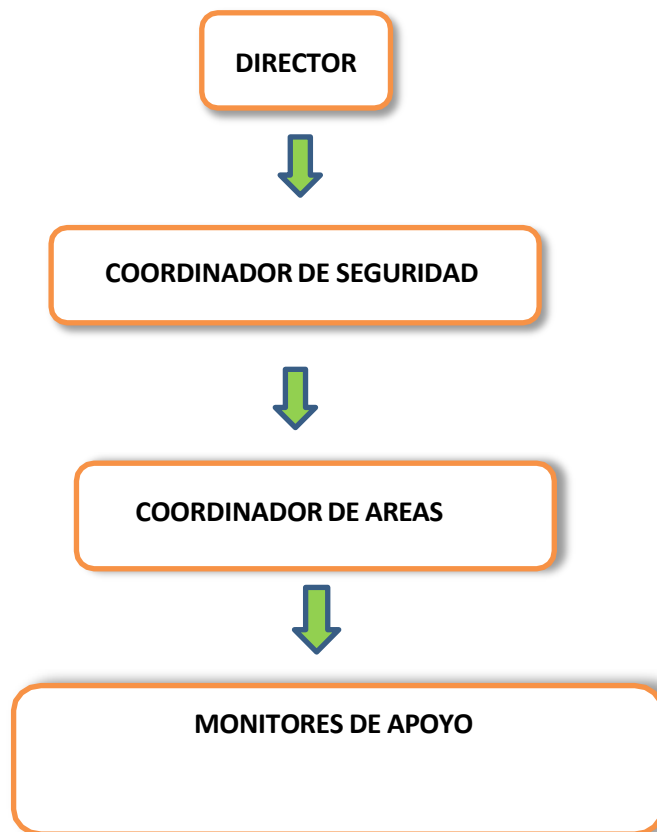 DIRECTOR
COORDINADOR DE SEGURIDAD
COORDINADOR DE AREAS
MONITORES DE APOYO